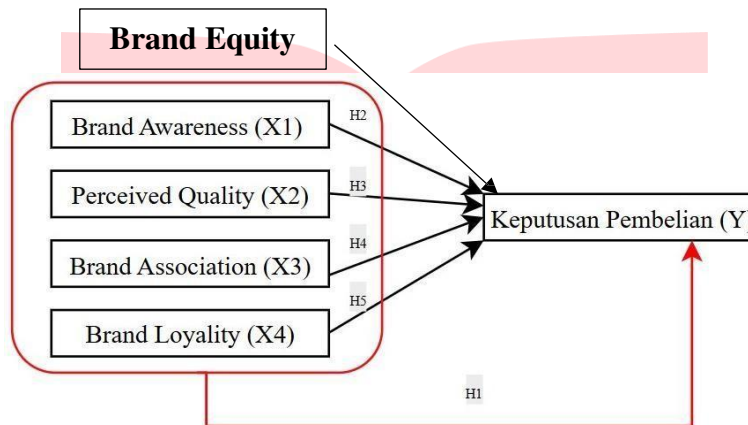 Brand Equity
Brand Awareness (X1)
H2
Perceived Quality (X2)
H3
Keputusan Pembelian (Y)
Brand Association (X3)
H4
Brand Loyality (X4)
H5
H1